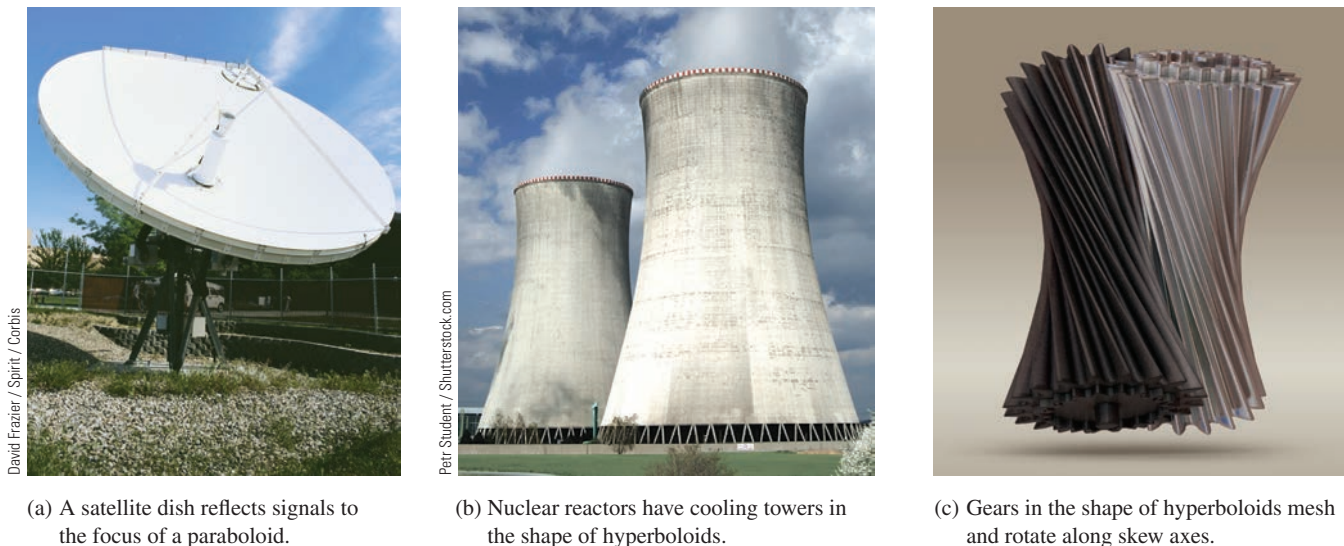 David Frazier / Spirit / Corbis
Petr Student / Shutterstock.com
(a) A satellite dish reflects signals to
the focus of a paraboloid.
(b) Nuclear reactors have cooling towers in
the shape of hyperboloids.
(c) Gears in the shape of hyperboloids mesh
and rotate along skew axes.